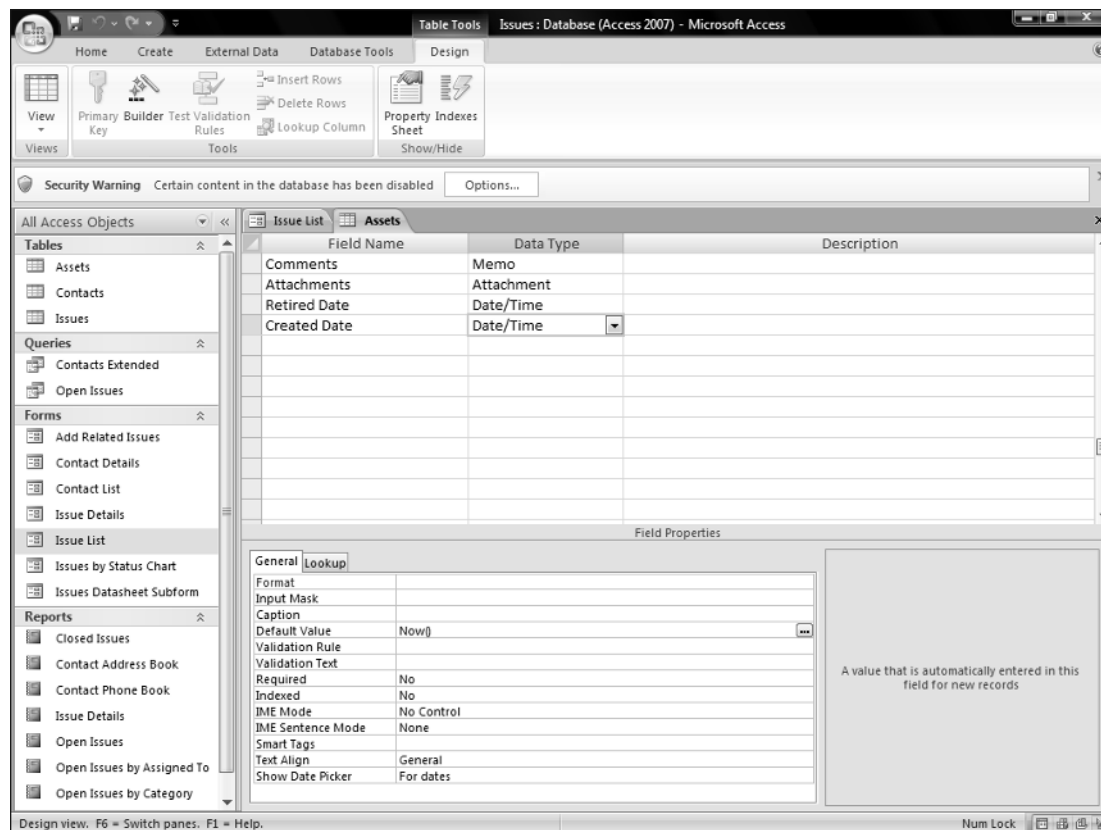 Table Tools Issues : Database (Access 2007) - Microsoft Access
Home Create External Data Database Tools Design
View
Views
Primary Key
Builder
Test Validation Rules
Insert Rows
Delete Rows
Lookup Column
Tools
Property Sheet
Indexes
Show/Hide
Security Warning Certain content in the database has been disabled Options...
All Access Objects
Tables
Assets
Contacts
Issues
Queries
Contacts Extended
Open Issues
Forms
Add Related Issues
Contact Details
Contact List
Issue Details
Issue List
Issues by Status Chart
Issues Datasheet Subform
Reports
Closed Issues
Contact Address Book
Contact Phone Book
Issue Details
Open Issues
Open Issues by Assigned To
Open Issues by Category
Issue List Assets
Field Name Data Type Description
Comments Memo
Attachments Attachment
Retired Date Date/Time
Created Date Date/Time
Field Properties
General Lookup
Format
Input Mask
Caption
Default Value Now()
Validation Rule
Validation Text
Required No
Indexed No
IME Mode No Control
IME Sentence Mode None
Smart Tags
Text Align General
Show Date Picker For dates
A value that is automatically entered in this
field for new records
Design view. F6 = Switch panes. F1 = Help. Num Lock